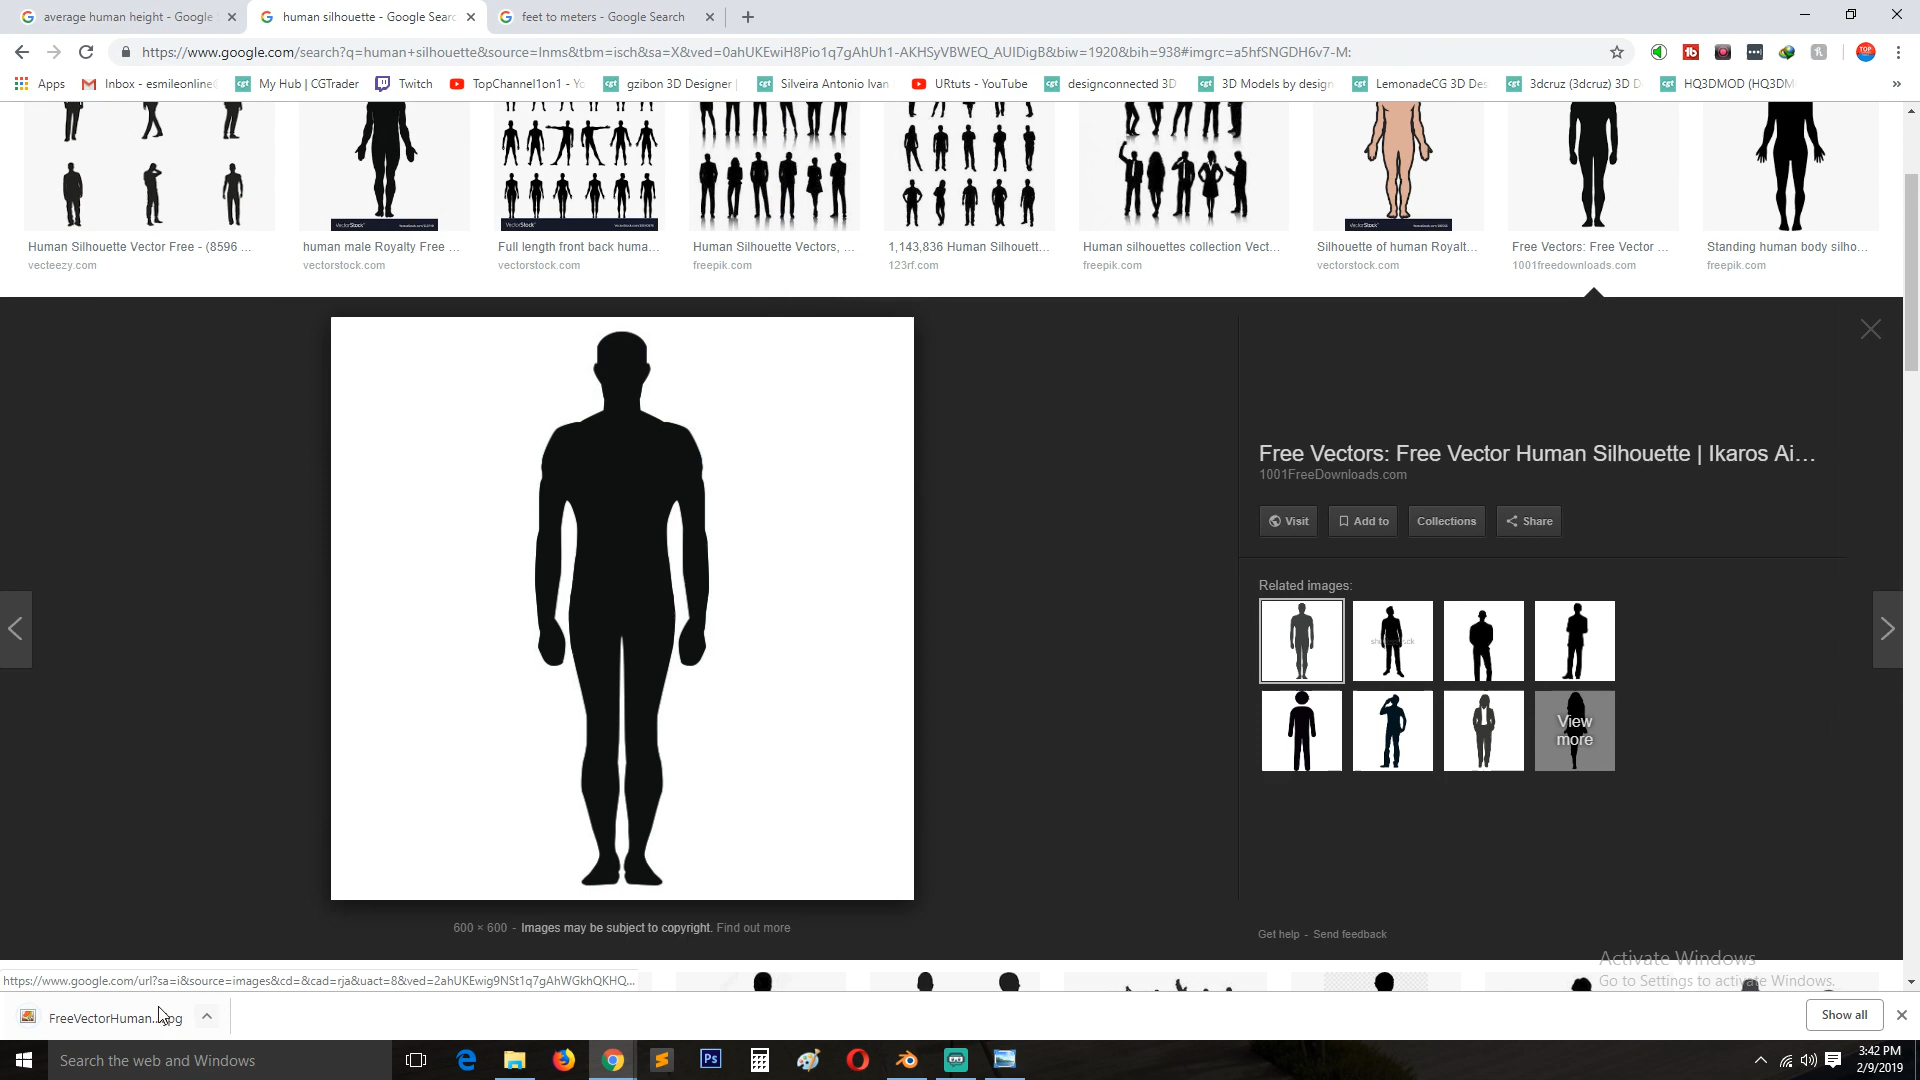 average human height - Google
human silhouette - Google Searc
feet to meters - Google Search
https://www.google.com/search?q=human+silhouette&source=lnms&tbm=isch&sa=X&ved=0ahUKEwiH8Pio1q7gAhUh1-AKHSyVBWEQ_AUIDigB&biw=1920&bih=938#imgrc=a5hfSNGDH6v7-M:
Apps
Inbox - esmileonline
My Hub | CGTrader
Twitch
TopChannel1on1 - Yo
gzibon 3D Designer
Silveira Antonio Ivan
URtuts - YouTube
designconnected 3D
3D Models by design
LemonadeCG 3D Des
3dcruz (3dcruz) 3D D
HQ3DMOD (HQ3DM
»
VectorStock
VectorStock
VectorStock
Human Silhouette Vector Free - (8596 ...
human male Royalty Free ...
Full length front back huma...
Human Silhouette Vectors, ...
1,143,836 Human Silhouett...
Human silhouettes collection Vect...
Silhouette of human Royalt...
Free Vectors: Free Vector ...
Standing human body silho...
vecteezy.com
vectorstock.com
vectorstock.com
freepik.com
123rf.com
freepik.com
vectorstock.com
1001freedownloads.com
freepik.com
Free Vectors: Free Vector Human Silhouette | Ikaros Ai...
1001FreeDownloads.com
Visit
Add to
Collections
Share
Related images:
View
more
600 × 600 - Images may be subject to copyright. Find out more
Get help - Send feedback
Activate Windows
Go to Settings to activate Windows.
https://www.google.com/url?sa=i&source=images&cd=&cad=rja&uact=8&ved=2ahUKEwig9NSt1q7gAhWGkhQKHQ...
FreeVectorHuman....jpg
Show all
Search the web and Windows
Ps
3:42 PM
2/9/2019